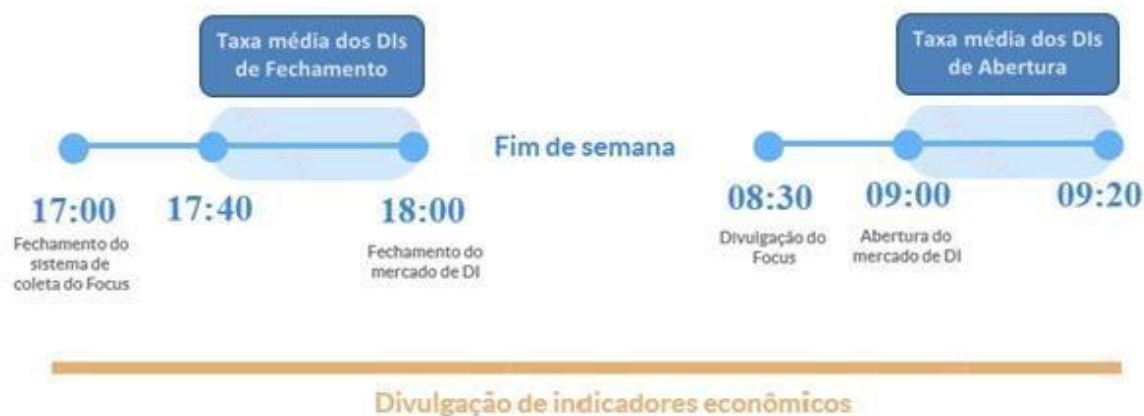 Taxa média dos DIs
de Fechamento
Taxa média dos DIs
de Abertura
Fim de semana
17:00
17:40
18:00
08:30
09:00
09:20
Fechamento do
sistema de
coleta do Focus
Fechamento do
mercado de DI
Divulgação do
Focus
Abertura do
mercado de DI
Divulgação de indicadores econômicos